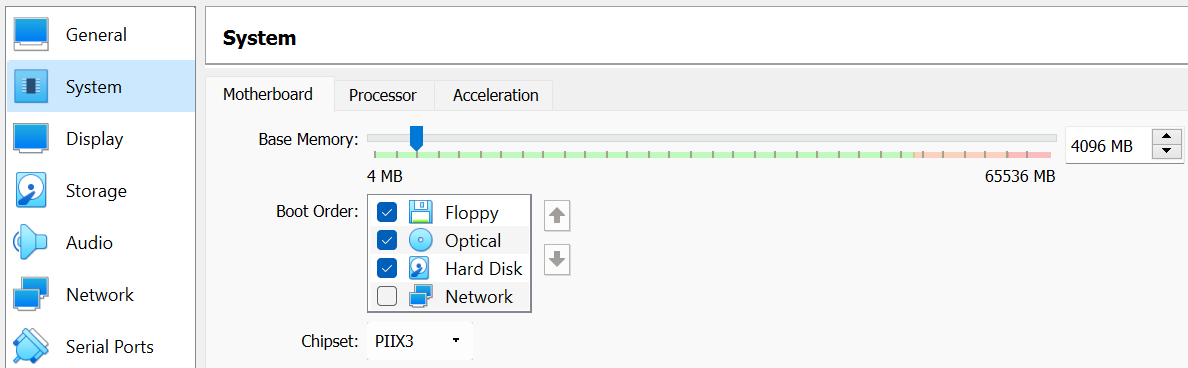 General
System
Display
Storage
Audio
Network
Serial Ports
System
Motherboard
Processor
Acceleration
Base Memory:
4096 MB
4 MB
65536 MB
Boot Order:
Floppy
Optical
Hard Disk
Network
Chipset:
PIIX3